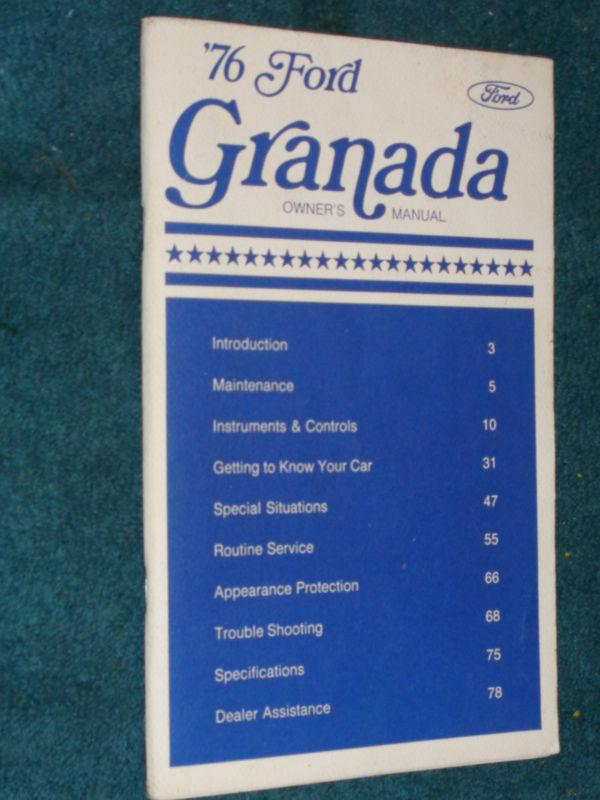 '76 Ford
Ford
Granada
OWNER'S MANUAL
Introduction 3
Maintenance 5
Instruments & Controls 10
Getting to Know Your Car 31
Special Situations 47
Routine Service 55
Appearance Protection 66
Trouble Shooting 68
Specifications 75
Dealer Assistance 78